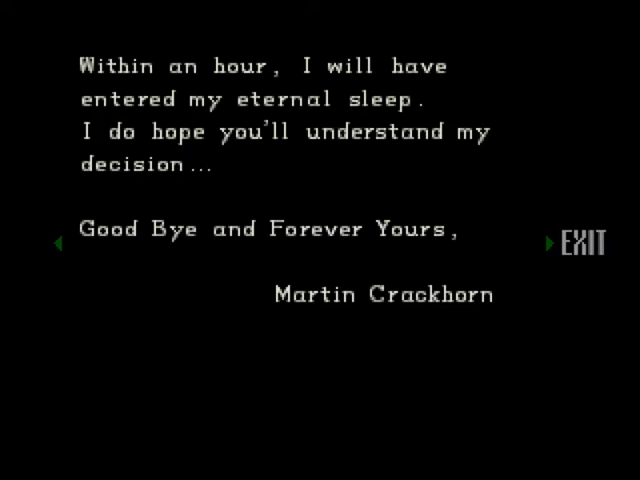 Within an hour, I will have
entered my eternal sleep.
I do hope you'll understand my
decision...
Good Bye and Forever Yours,
EXIT
Martin Crackhorn